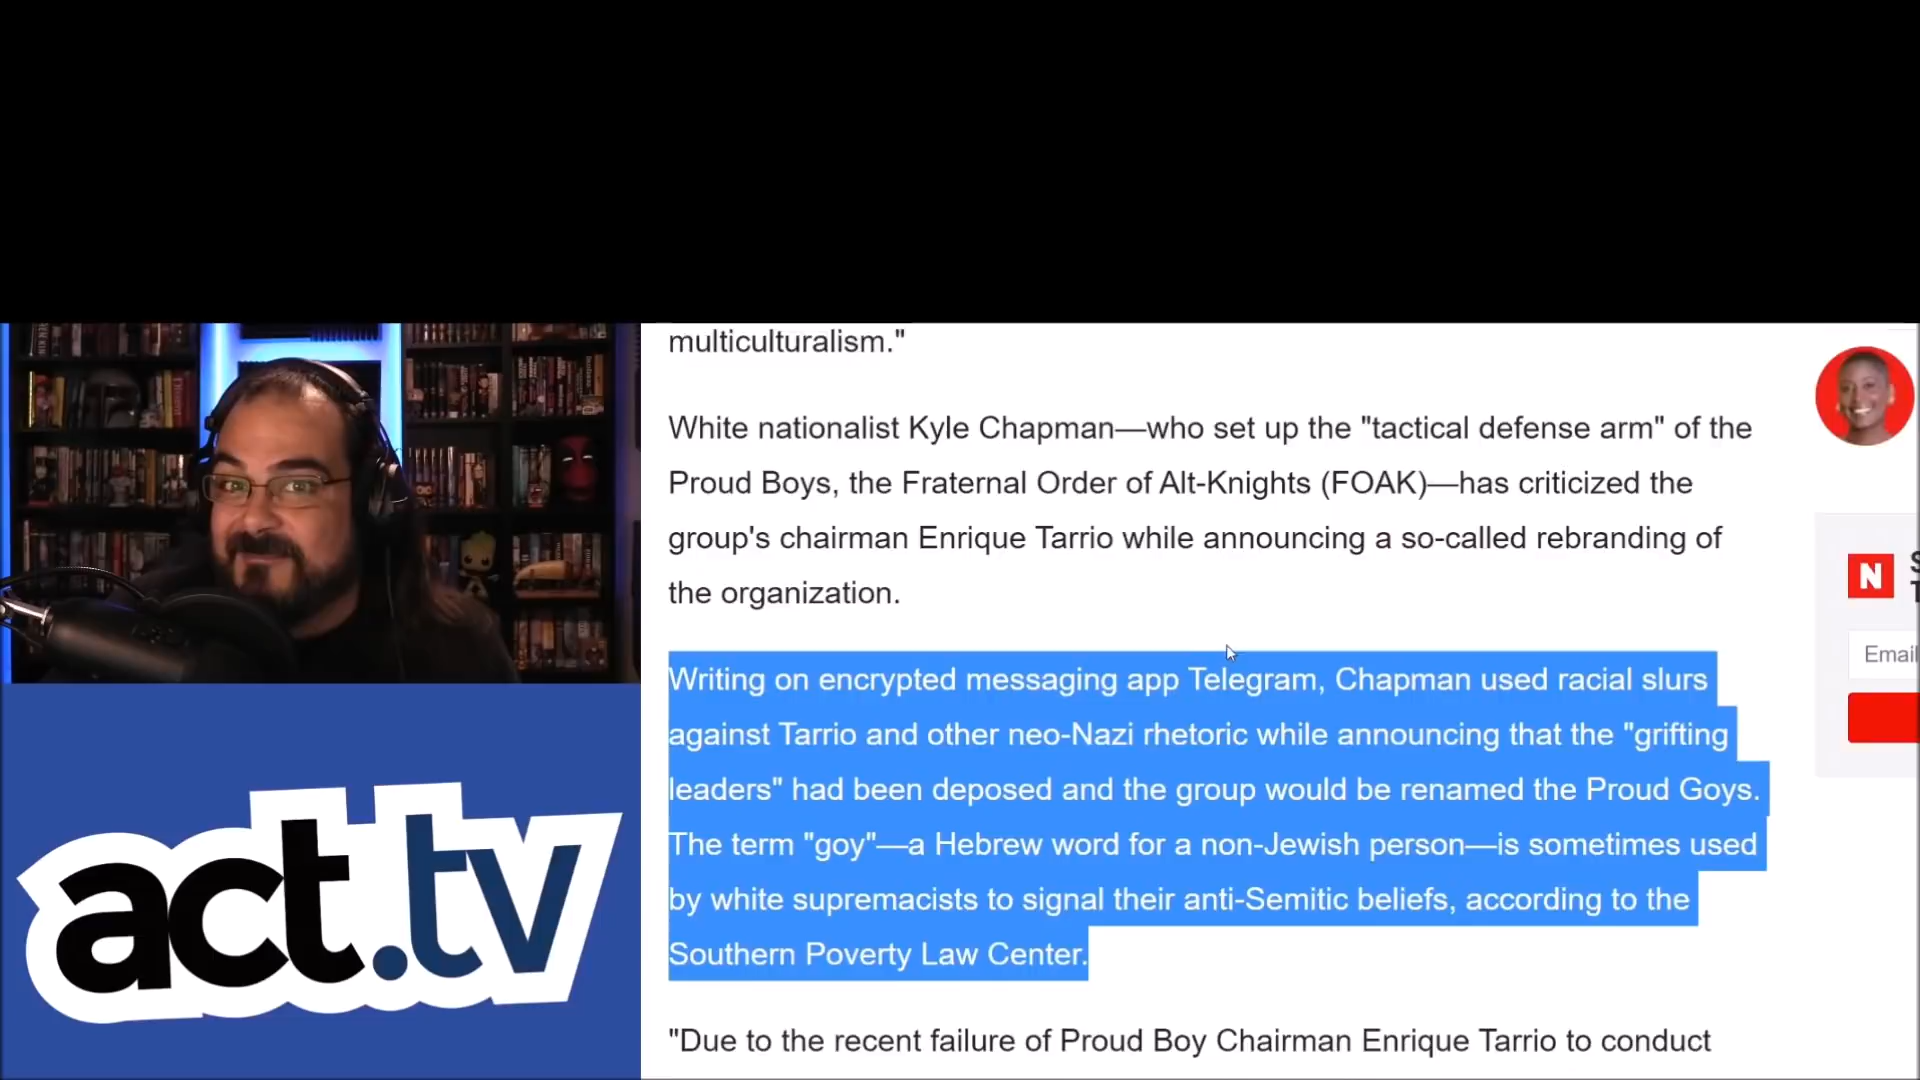 multiculturalism."
White nationalist Kyle Chapman—who set up the "tactical defense arm" of the
Proud Boys, the Fraternal Order of Alt-Knights (FOAK)—has criticized the
group's chairman Enrique Tarrio while announcing a so-called rebranding of
the organization.
Writing on encrypted messaging app Telegram, Chapman used racial slurs
against Tarrio and other neo-Nazi rhetoric while announcing that the "grifting
leaders" had been deposed and the group would be renamed the Proud Goys.
The term "goy"—a Hebrew word for a non-Jewish person—is sometimes used
by white supremacists to signal their anti-Semitic beliefs, according to the
Southern Poverty Law Center.
"Due to the recent failure of Proud Boy Chairman Enrique Tarrio to conduct
N
Email
act.tv